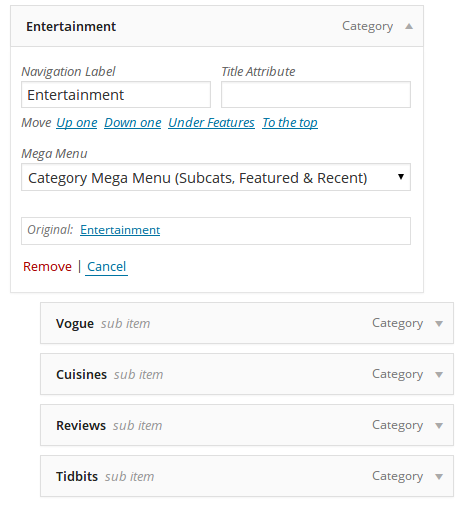 Entertainment Category
Navigation Label Title Attribute
Entertainment
Move Up one Down one Under Features To the top
Mega Menu
Category Mega Menu (Subcats, Featured & Recent)
Original: Entertainment
Remove | Cancel
Vogue sub item Category
Cuisines sub item Category
Reviews sub item Category
Tidbits sub item Category